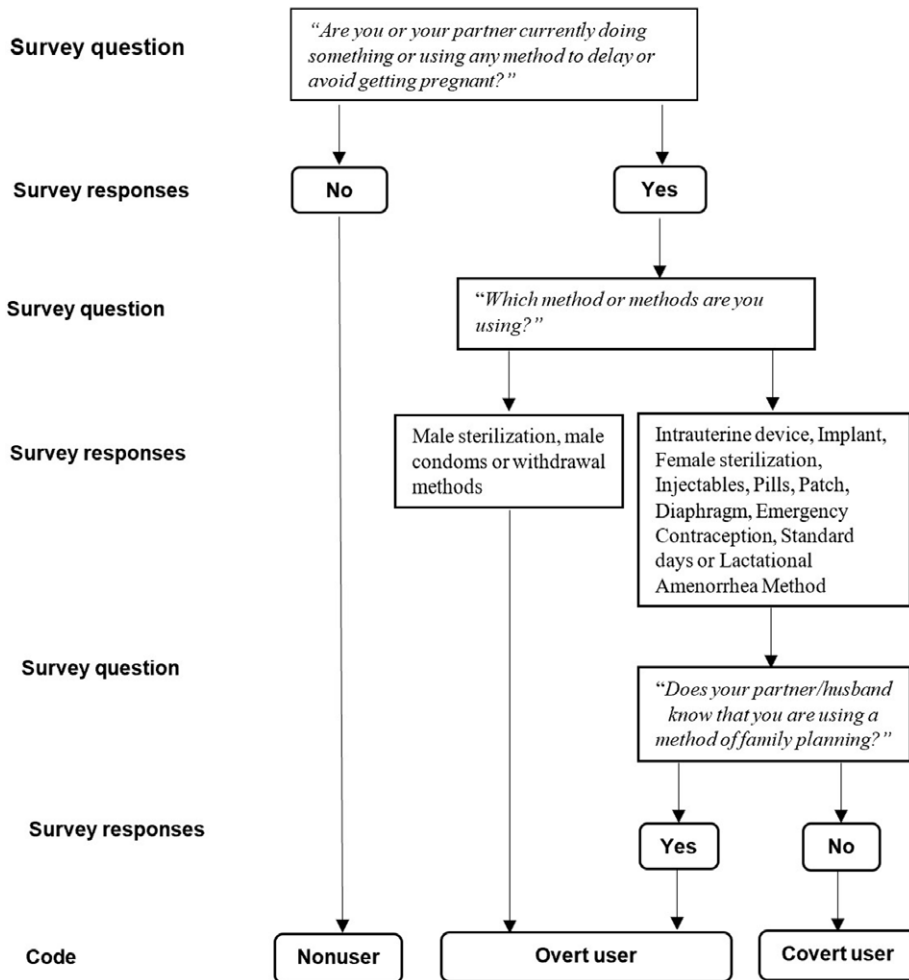 Survey question
“Are you or your partner currently doing
something or using any method to delay or
avoid getting pregnant?”
Survey responses
No
Yes
Survey question
“Which method or methods are you
using?”
Survey responses
Male sterilization, male
condoms or withdrawal
methods
Intrauterine device, Implant,
Female sterilization,
Injectables, Pills, Patch,
Diaphragm, Emergency
Contraception, Standard
days or Lactational
Amenorrhea Method
Survey question
“Does your partner/husband
know that you are using a
method of family planning?”
Survey responses
Yes
No
Code
Nonuser
Overt user
Covert user